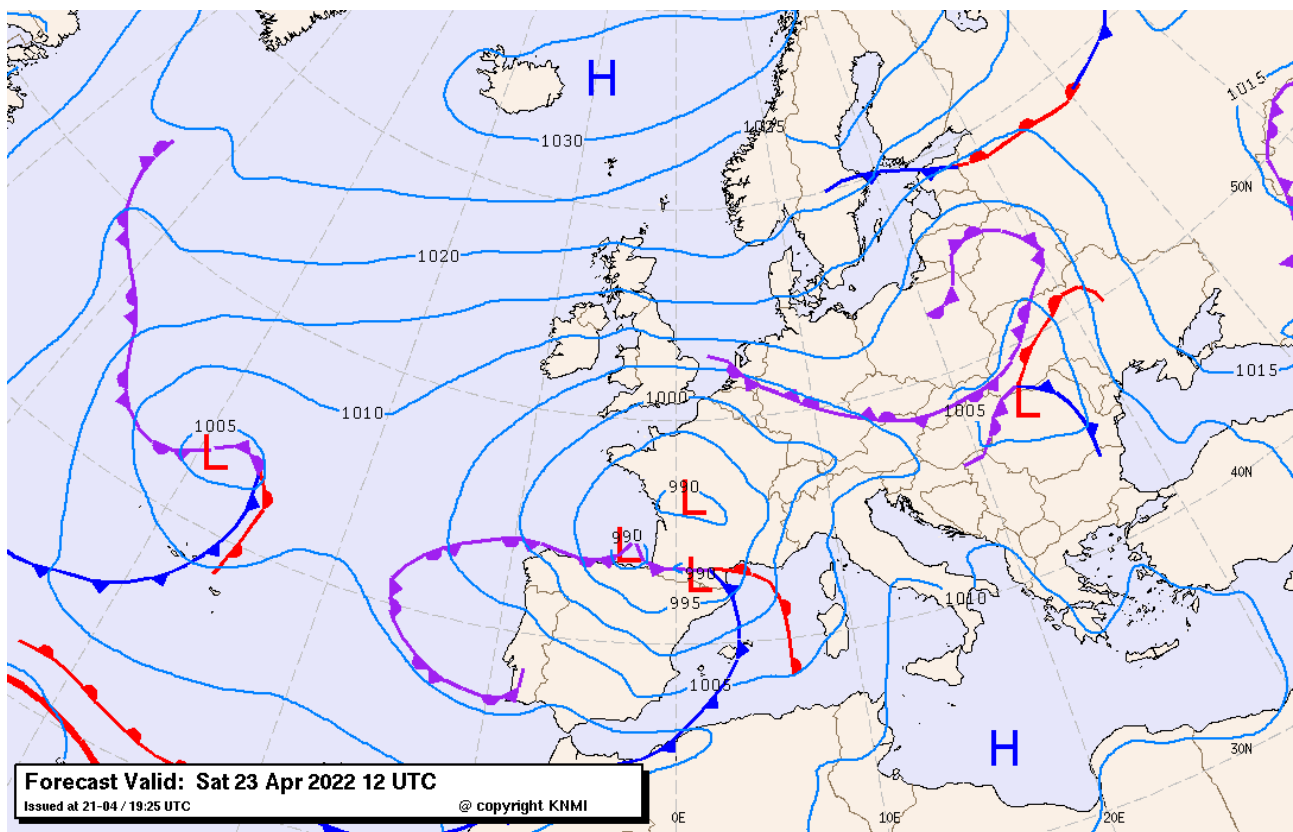 H
1015
1030
1025
50N
1020
1000
1015
1010
1005
L
1005
L
40N
990
L
990
L
990
L
995
1010
1005
H
30N
Forecast Valid: Sat 23 Apr 2022 12 UTC
Issued at 21-04 / 19:25 UTC
@ copyright KNMI
0E
10E
20E